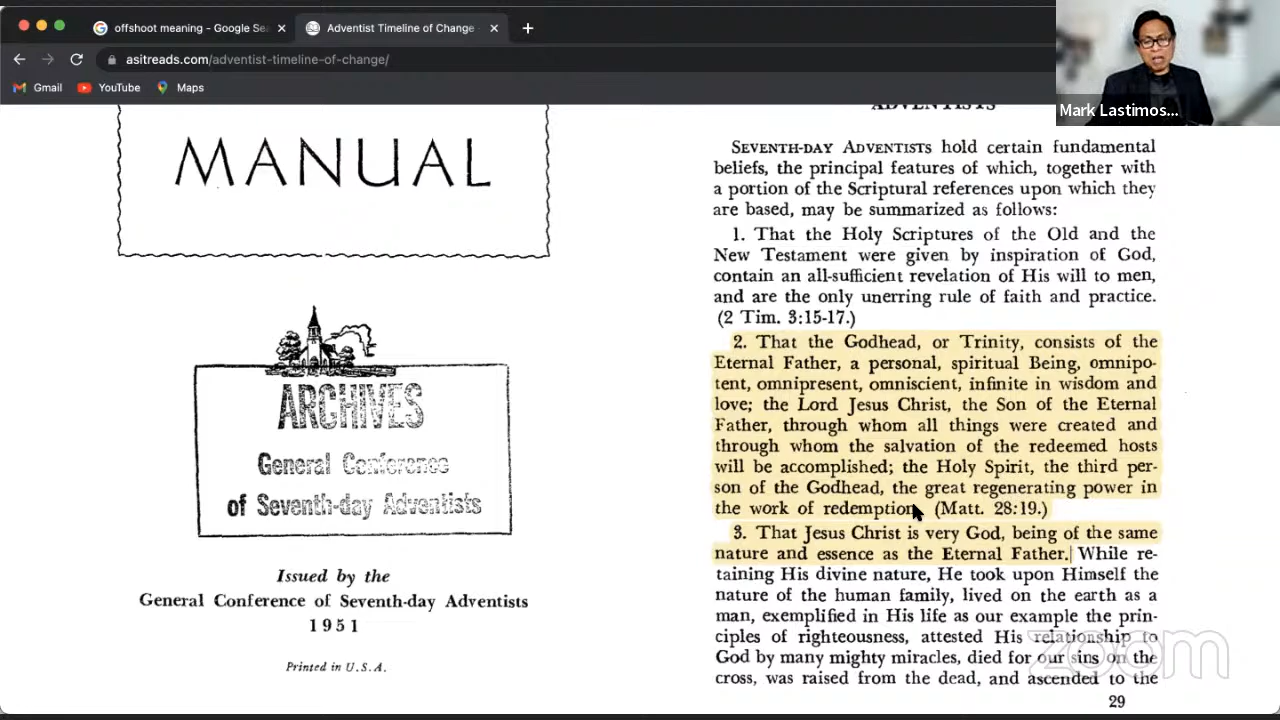 offshoot meaning - Google Se
Adventist Timeline of Change
asitreads.com/adventist-timeline-of-change/
Gmail
YouTube
Maps
Mark Lastimos...
MANUAL
ARCHIVES
General Conference
of Seventh-day Adventists
Issued by the
General Conference of Seventh-day Adventists
1951
Printed in U.S.A.
ADVENTISTS
SEVENTH-DAY ADVENTISTS hold certain fundamental
beliefs, the principal features of which, together with
a portion of the Scriptural references upon which they
are based, may be summarized as follows:
1. That the Holy Scriptures of the Old and the
New Testament were given by inspiration of God,
contain an all-sufficient revelation of His will to men,
and are the only unerring rule of faith and practice.
(2 Tim. 3:15-17.)
2. That the Godhead, or Trinity, consists of the
Eternal Father, a personal, spiritual Being, omnipo-
tent, omnipresent, omniscient, infinite in wisdom and
love; the Lord Jesus Christ, the Son of the Eternal
Father, through whom all things were created and
through whom the salvation of the redeemed hosts
will be accomplished; the Holy Spirit, the third per-
son of the Godhead, the great regenerating power in
the work of redemption. (Matt. 28:19.)
3. That Jesus Christ is very God, being of the same
nature and essence as the Eternal Father. While re-
taining His divine nature, He took upon Himself the
nature of the human family, lived on the earth as a
man, exemplified in His life as our example the prin-
ciples of righteousness, attested His relationship to
God by many mighty miracles, died for our sins on the
cross, was raised from the dead, and ascended to the
29
zoom